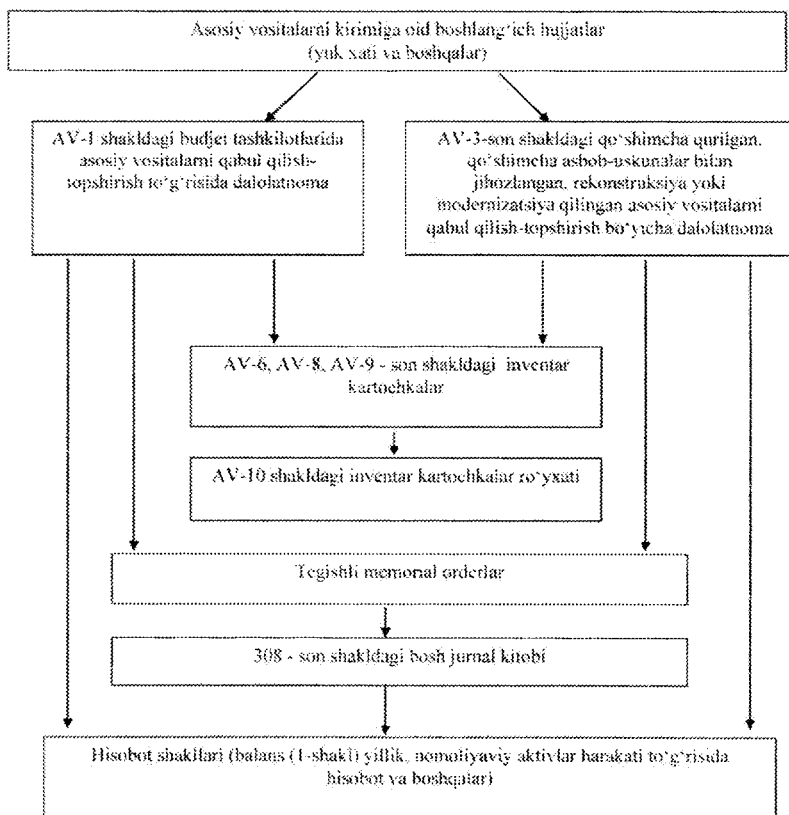 Asosiy vositalarni kirimiga oid boshlang‘ich hujjatlar
(yuk xati va boshqalar)
AV-1 shakldagi budjet tashkilotlarida
asosiy vositalarni qabul qilish-
topshirish to‘g‘risida dalolatnoma
AV-3-son shakldagi qo‘shimcha qurilgan,
qo‘shimcha asbob-uskunalar bilan
jihozlangan, rekonstruksiya yoki
modernizatsiya qilingan asosiy vositalarni
qabul qilish-topshirish bo‘yicha dalolatnoma
AV-6, AV-8, AV-9 - son shakldagi inventar
kartochkalar
AV-10 shakldagi inventar kartochkalar ro‘yxati
Tegishli memorial orderlar
308 - son shakldagi bosh jurnal kitobi
Hisobot shakllari (balans (1-shakl) yillik, nomoliyaviy aktivlar harakati to‘g‘risida
hisobot va boshqalar)